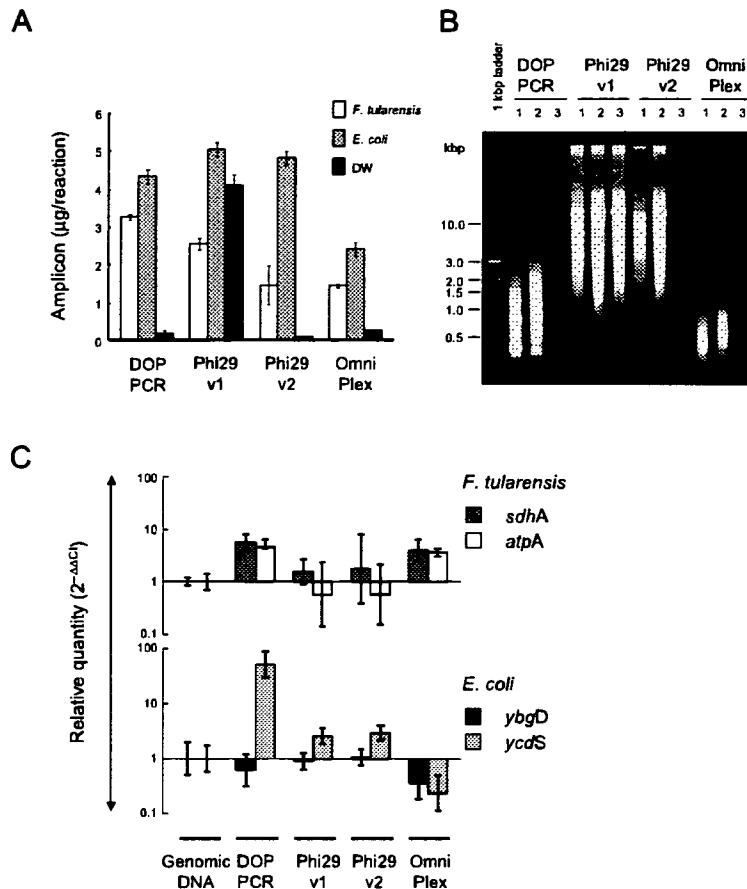 A
Amplicon (µg/reaction)
6
5
4
3
2
1
0
F. tularensis
E. coli
DW
DOP PCR
Phi29 v1
Phi29 v2
Omni Plex
B
1 kbp ladder
DOP PCR
Phi29 v1
Phi29 v2
Omni Plex
1 2 3 1 2 3 1 2 3 1 2 3
kbp
10.0
3.0
2.0
1.5
1.0
0.5
C
Relative quantity (2−ΔΔCt)
100
10
1
0.1
100
10
1
0.1
F. tularensis
sdhA
atpA
E. coli
ybgD
ycdS
Genomic DNA
DOP PCR
Phi29 v1
Phi29 v2
Omni Plex